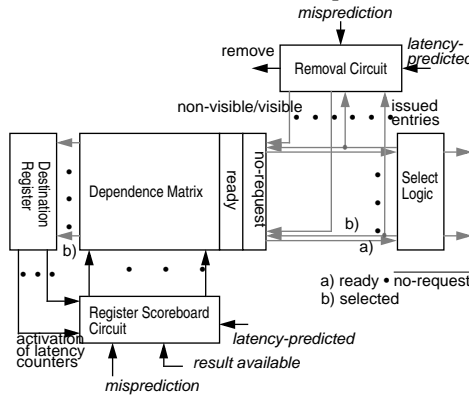 misprediction
remove
Removal Circuit
latency-
predicted
non-visible/visible
issued
entries
Destination
Register
Dependence Matrix
ready
no-request
Select
Logic
b)
b)
a)
a) ready • no-request
b) selected
Register Scoreboard
Circuit
activation
of latency
counters
latency-predicted
result available
misprediction